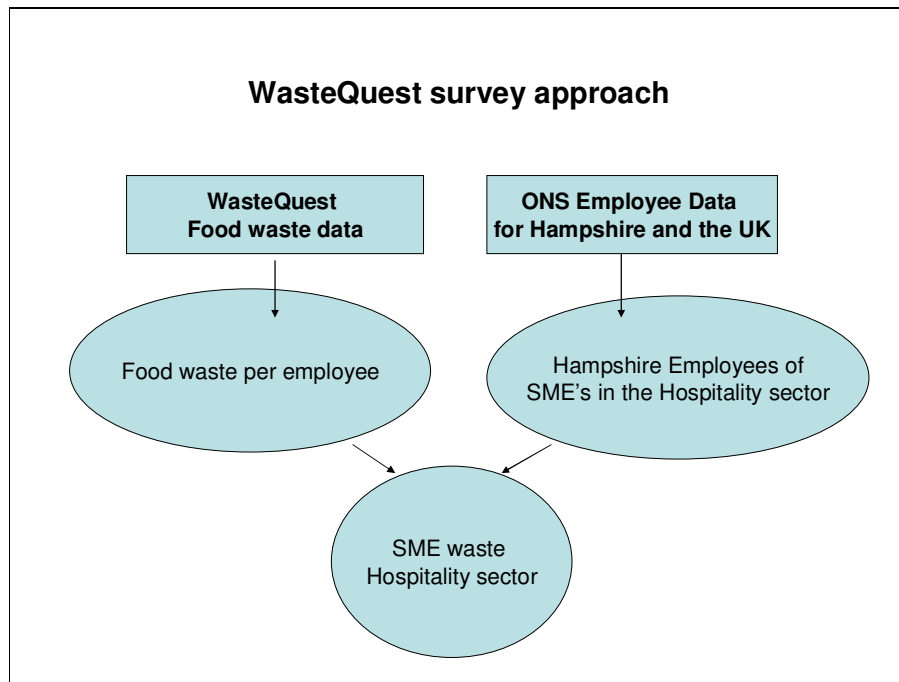 WasteQuest survey approach
WasteQuest
Food waste data
ONS Employee Data
for Hampshire and the UK
Food waste per employee
Hampshire Employees of
SME's in the Hospitality sector
SME waste
Hospitality sector